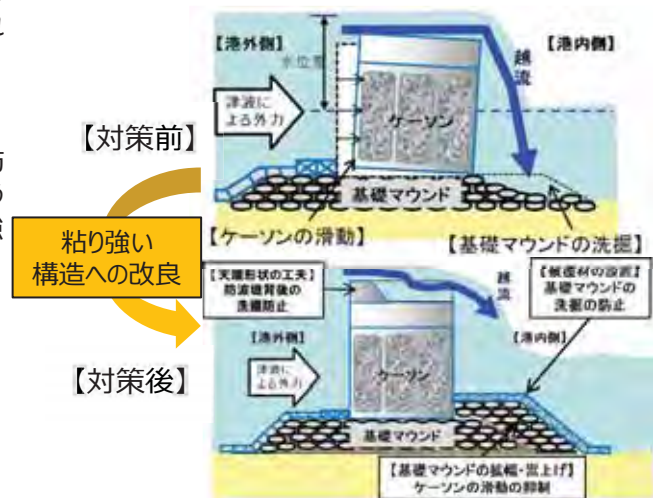 【港外側】
【港内側】
水位差
越流
津波に
よる外力
ケーソン
【対策前】
基礎マウンド
粘り強い
構造への改良
【ケーソンの滑動】
【基礎マウンドの洗掘】
【天端形状の工夫】
防波堤背後の
洗掘防止
越流
【被覆材の設置】
基礎マウンドの
洗掘の防止
【港外側】
【港内側】
【対策後】
津波に
よる外力
ケーソン
基礎マウンド
【基礎マウンドの拡幅・嵩上げ】
ケーソンの滑動の抑制